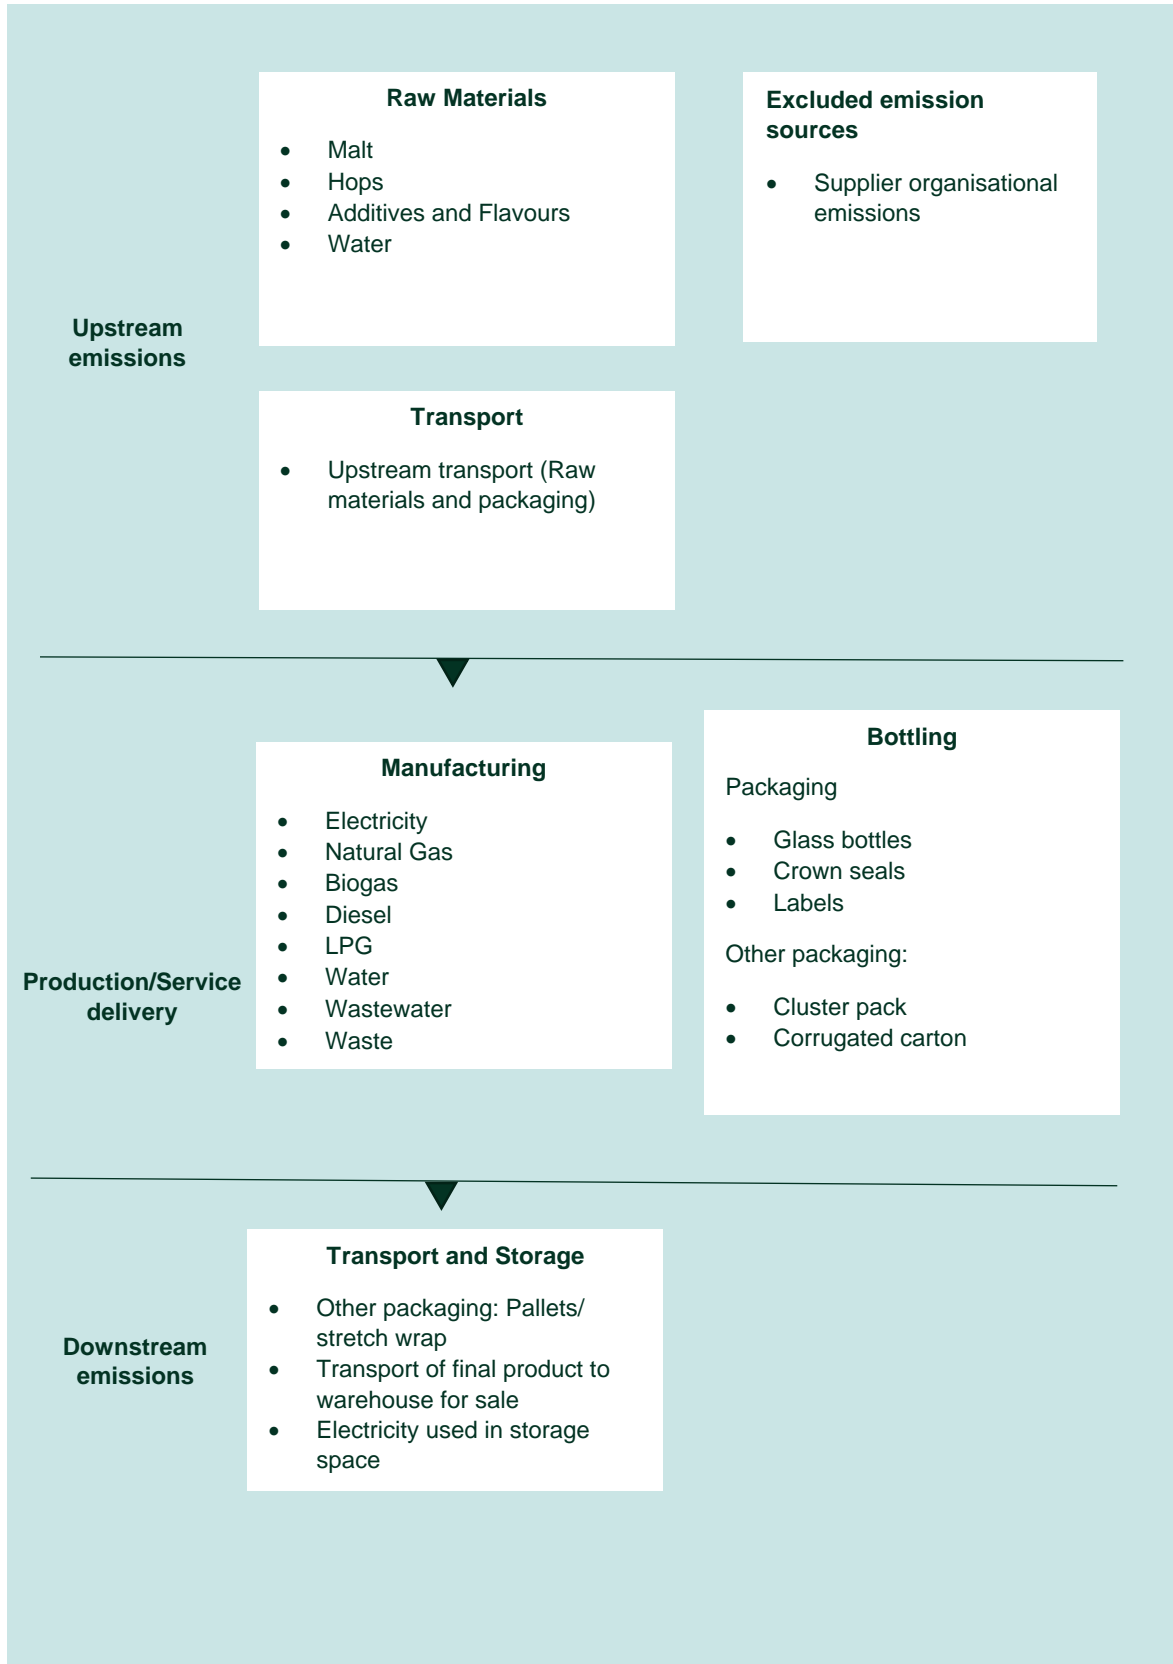 Raw Materials
• Malt
• Hops
• Additives and Flavours
• Water
Excluded emission
sources
• Supplier organisational
emissions
Upstream
emissions
Transport
• Upstream transport (Raw
materials and packaging)
Manufacturing
• Electricity
• Natural Gas
• Biogas
• Diesel
• LPG
• Water
• Wastewater
• Waste
Bottling
Packaging
• Glass bottles
• Crown seals
• Labels
Other packaging:
• Cluster pack
• Corrugated carton
Production/Service
delivery
Transport and Storage
• Other packaging: Pallets/
stretch wrap
• Transport of final product to
warehouse for sale
• Electricity used in storage
space
Downstream
emissions